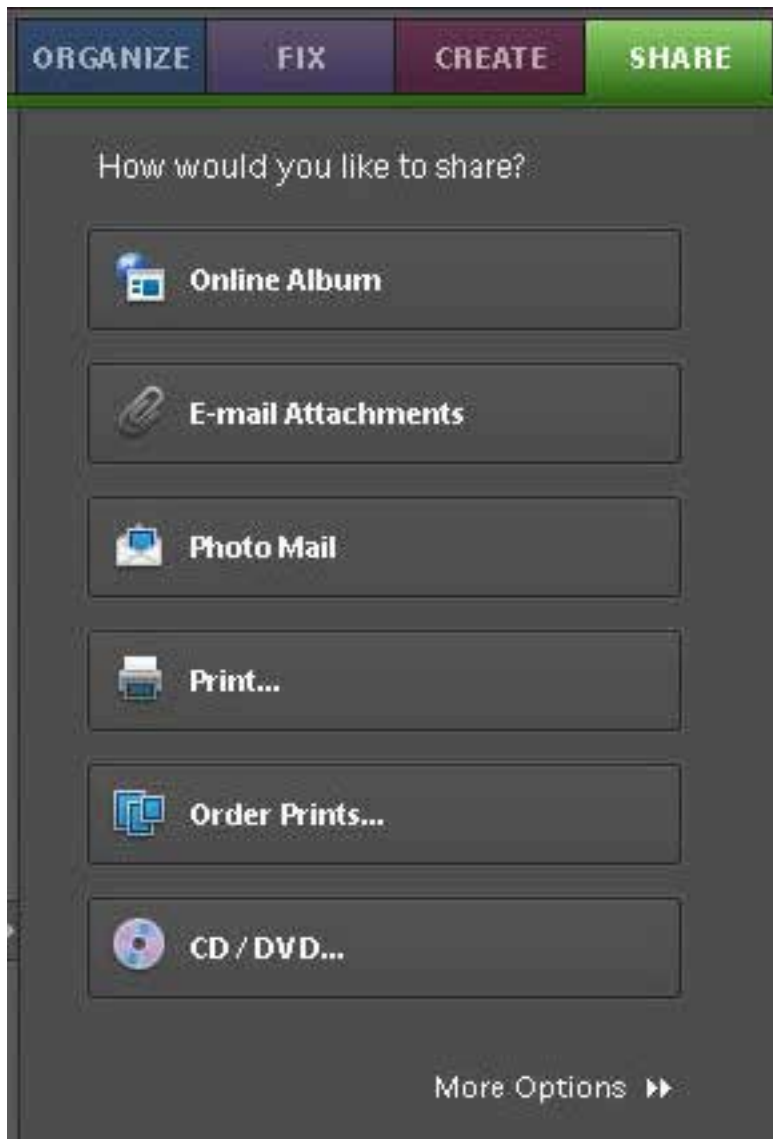 ORGANIZE FIX CREATE SHARE
How would you like to share?
Online Album
E-mail Attachments
Photo Mail
Print...
Order Prints...
CD / DVD...
More Options